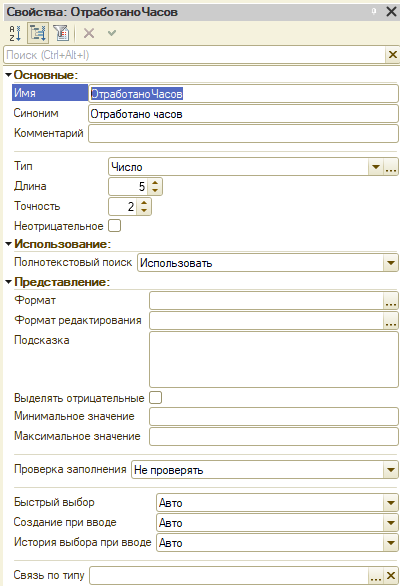 Свойства: ОтработаноЧасов
Поиск (Ctrl+Alt+I)
Основные:
Имя ОтработаноЧасов
Синоним Отработано часов
Комментарий
Тип Число
Длина 5
Точность 2
Неотрицательное
Использование:
Полнотекстовый поиск Использовать
Представление:
Формат
Формат редактирования
Подсказка
Выделять отрицательные
Минимальное значение
Максимальное значение
Проверка заполнения Не проверять
Быстрый выбор Авто
Создание при вводе Авто
История выбора при вводе Авто
Связь по типу